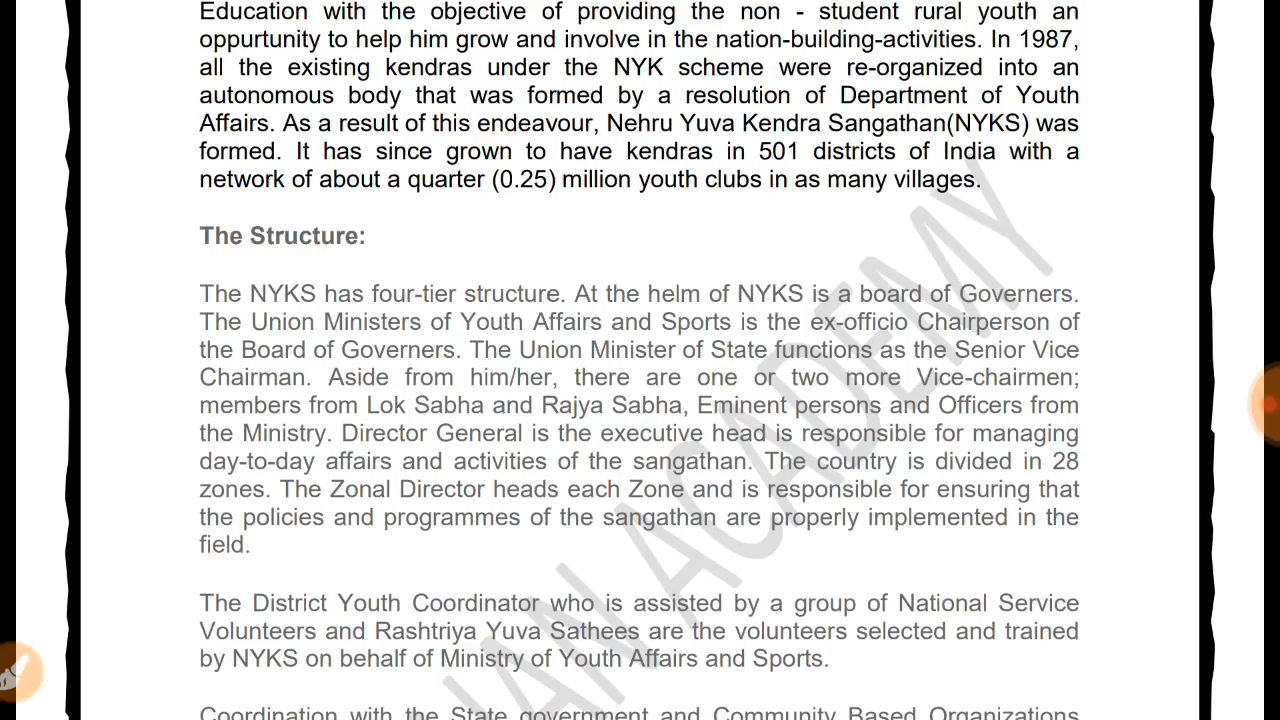 Education with the objective of providing the non - student rural youth an
oppurtunity to help him grow and involve in the nation-building-activities. In 1987,
all the existing kendras under the NYK scheme were re-organized into an
autonomous body that was formed by a resolution of Department of Youth
Affairs. As a result of this endeavour, Nehru Yuva Kendra Sangathan(NYKS) was
formed. It has since grown to have kendras in 501 districts of India with a
network of about a quarter (0.25) million youth clubs in as many villages.
The Structure:
The NYKS has four-tier structure. At the helm of NYKS is a board of Governers.
The Union Ministers of Youth Affairs and Sports is the ex-officio Chairperson of
the Board of Governers. The Union Minister of State functions as the Senior Vice
Chairman. Aside from him/her, there are one or two more Vice-chairmen;
members from Lok Sabha and Rajya Sabha, Eminent persons and Officers from
the Ministry. Director General is the executive head is responsible for managing
day-to-day affairs and activities of the sangathan. The country is divided in 28
zones. The Zonal Director heads each Zone and is responsible for ensuring that
the policies and programmes of the sangathan are properly implemented in the
field.
The District Youth Coordinator who is assisted by a group of National Service
Volunteers and Rashtriya Yuva Sathees are the volunteers selected and trained
by NYKS on behalf of Ministry of Youth Affairs and Sports.
Coordination with the State government and Community Based Organizations
ACADEMY